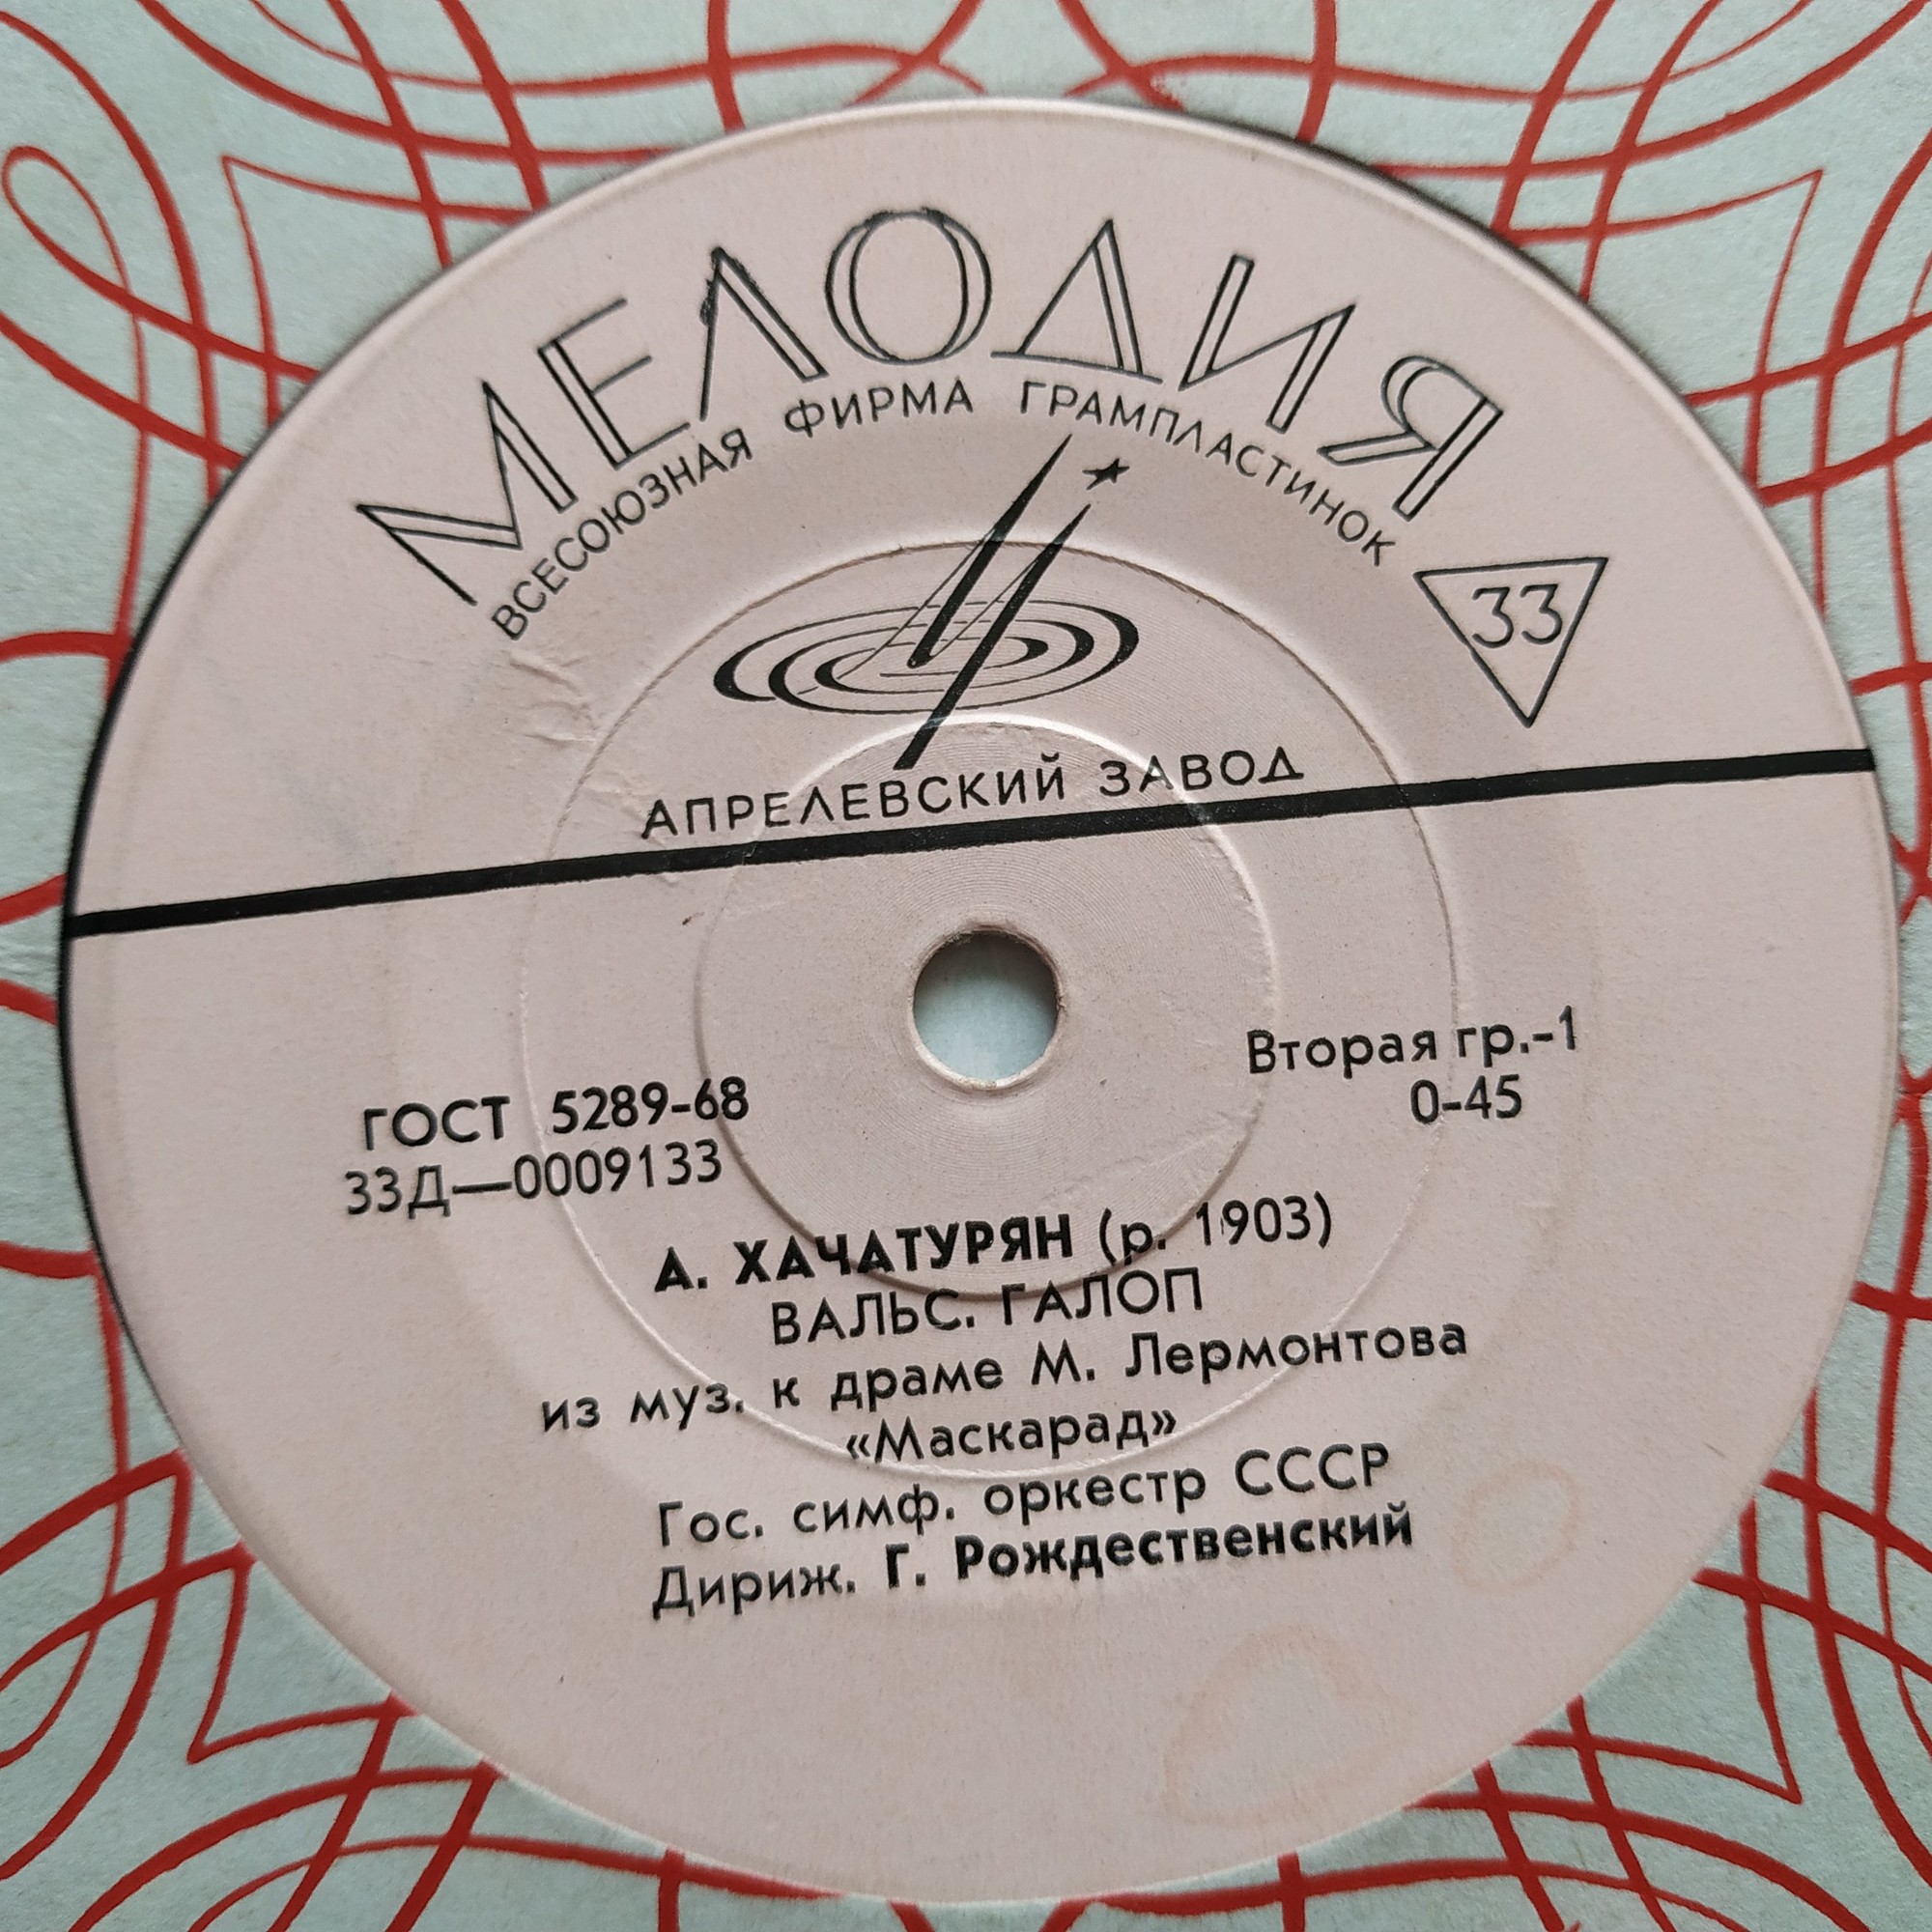 МЕЛОДИЯ
ВСЕСОЮЗНАЯ ФИРМА ГРАМПЛАСТИНОК
33
АПРЕЛЕВСКИЙ ЗАВОД
Вторая гр.-1
0-45
ГОСТ 5289-68
33Д—0009133
А. ХАЧАТУРЯН (р. 1903)
ВАЛЬС. ГАЛОП
из муз. к драме М. Лермонтова
«Маскарад»
Гос. симф. оркестр СССР
Дириж. Г. Рождественский